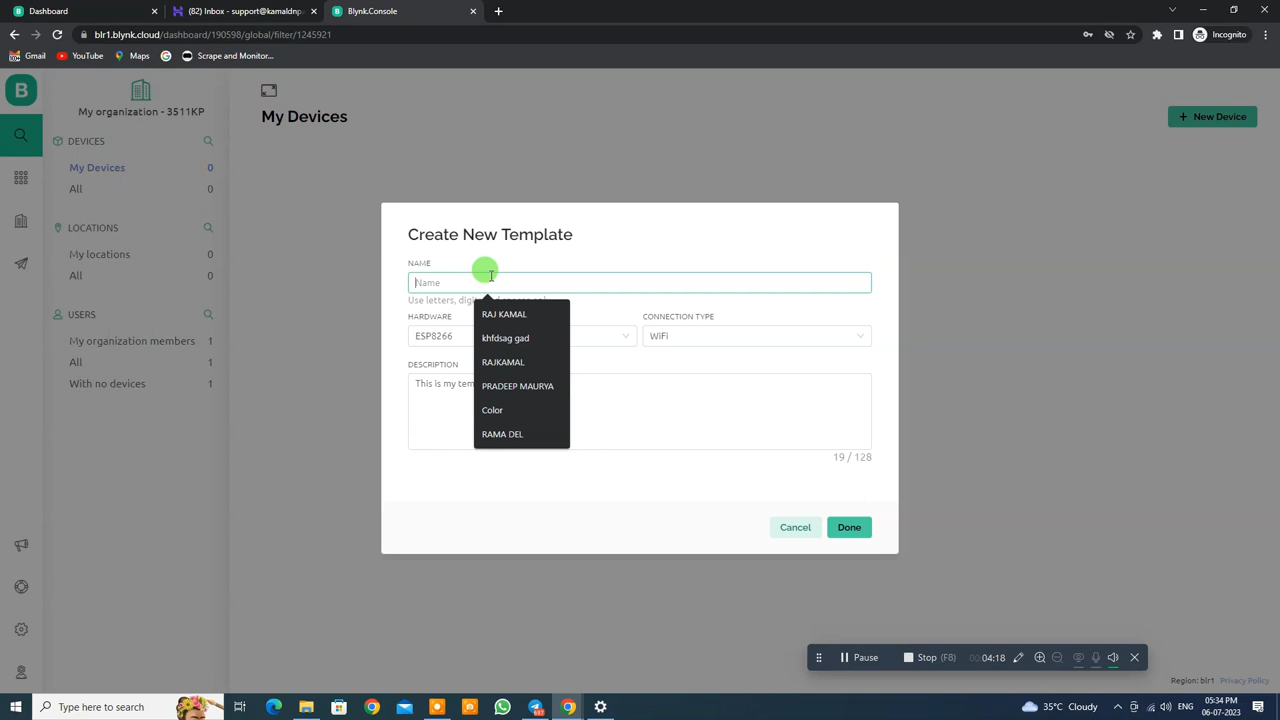 Dashboard
(82) Inbox - support@kamaldnpa
Blynk.Console
blr1.blynk.cloud/dashboard/190598/global/filter/1245921
Incognito
Gmail
YouTube
Maps
G
Scrape and Monitor...
B
My organization - 3511KP
My Devices
New Device
DEVICES
My Devices 0
All 0
LOCATIONS
My locations 0
All 0
USERS
My organization members 1
All 1
With no devices 1
Create New Template
NAME
Name
HARDWARE
ESP8266
CONNECTION TYPE
WiFi
DESCRIPTION
RAJ KAMAL
khfdsag gad
RAJKAMAL
PRADEEP MAURYA
Color
RAMA DEL
This is my
19 / 128
Cancel
Done
Pause
Stop (F8)
00:04:18
Region: blr1
Privacy Policy
Type here to search
35°C Cloudy
ENG
05:34 PM
06-07-2023